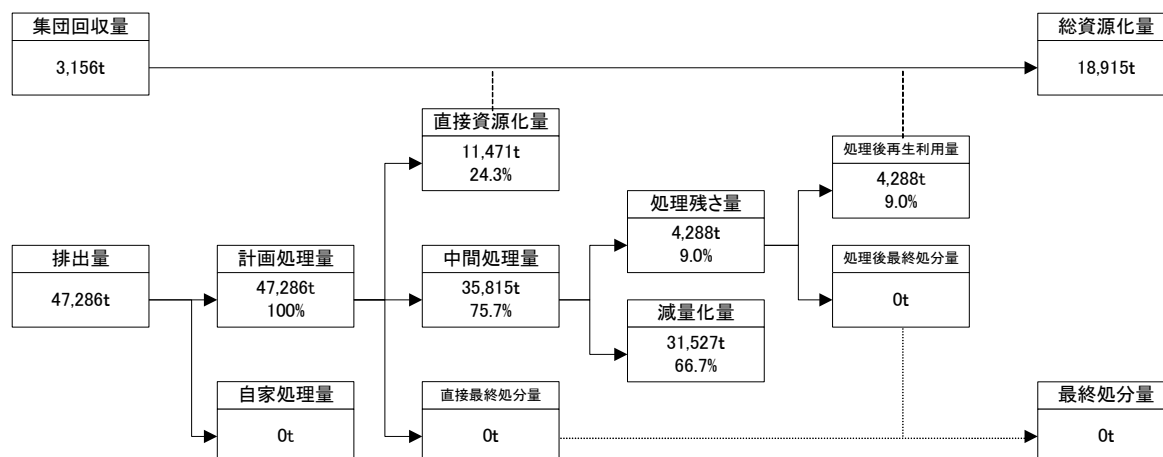 集団回収量
3,156t
総資源化量
18,915t
直接資源化量
11,471t
24.3%
処理後再生利用量
4,288t
9.0%
処理残さ量
4,288t
9.0%
排出量
47,286t
計画処理量
47,286t
100%
中間処理量
35,815t
75.7%
処理後最終処分量
0t
減量化量
31,527t
66.7%
自家処理量
0t
直接最終処分量
0t
最終処分量
0t